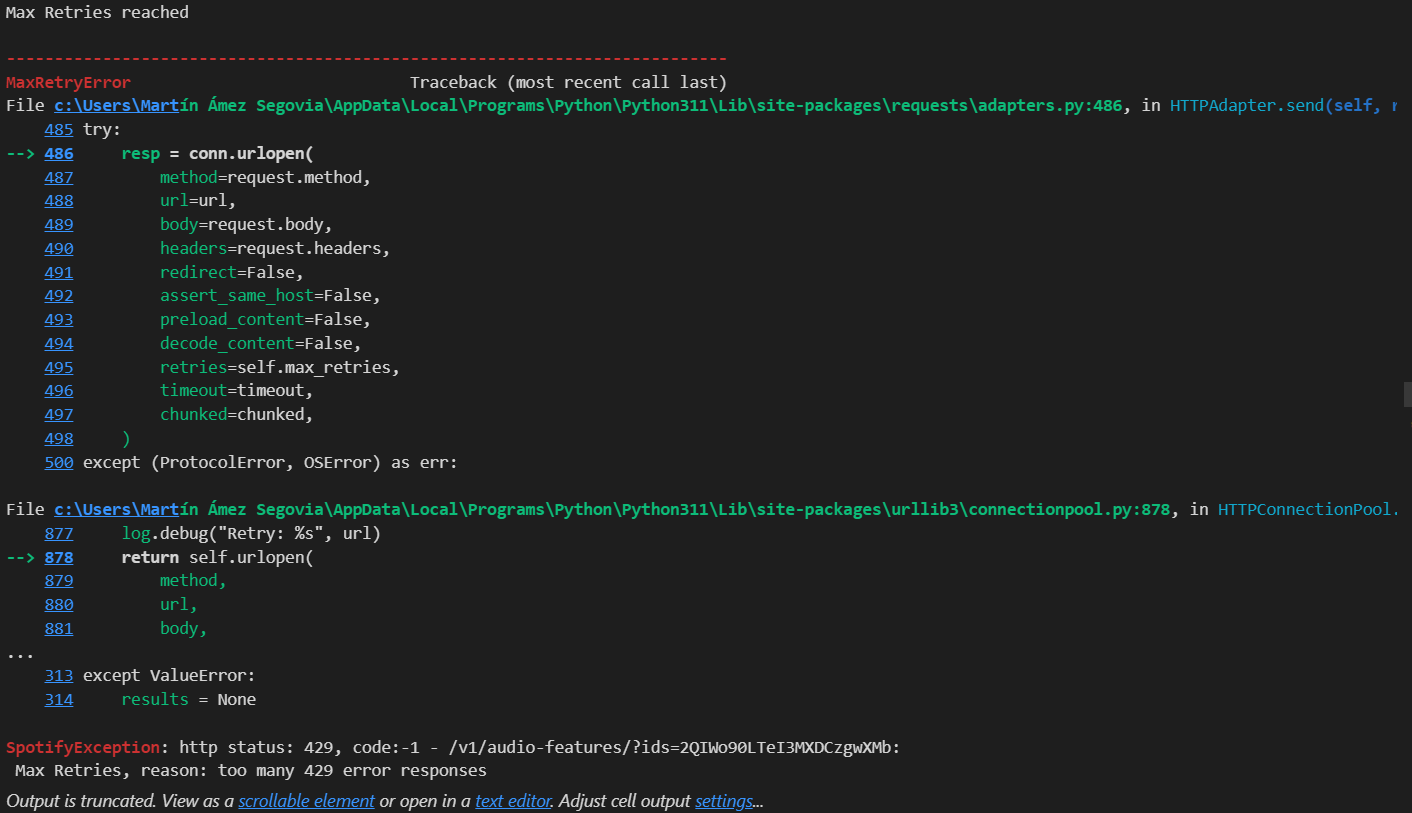 Max Retries reached
---------------------------------------------------------------------------
MaxRetryError                             Traceback (most recent call last)
File c:\Users\Martín Ámez Segovia\AppData\Local\Programs\Python\Python311\Lib\site-packages\requests\adapters.py:486, in HTTPAdapter.send(self, r
    485 try:
--> 486     resp = conn.urlopen(
    487         method=request.method,
    488         url=url,
    489         body=request.body,
    490         headers=request.headers,
    491         redirect=False,
    492         assert_same_host=False,
    493         preload_content=False,
    494         decode_content=False,
    495         retries=self.max_retries,
    496         timeout=timeout,
    497         chunked=chunked,
    498     )
    500 except (ProtocolError, OSError) as err:
File c:\Users\Martín Ámez Segovia\AppData\Local\Programs\Python\Python311\Lib\site-packages\urllib3\connectionpool.py:878, in HTTPConnectionPool.
    877     log.debug("Retry: %s", url)
--> 878     return self.urlopen(
    879         method,
    880         url,
    881         body,
...
    313 except ValueError:
    314     results = None
SpotifyException: http status: 429, code:-1 - /v1/audio-features/?ids=2QIWo90LTeI3MXDCzgwXMb:
 Max Retries, reason: too many 429 error responses
Output is truncated. View as a scrollable element or open in a text editor. Adjust cell output settings...